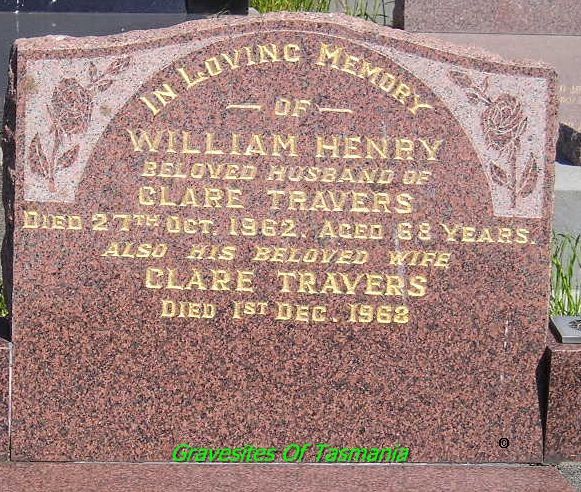 IN LOVING MEMORY
— OF —
WILLIAM HENRY
BELOVED HUSBAND OF
CLARE TRAVERS
DIED 27TH OCT. 1962. AGED 68 YEARS.
ALSO HIS BELOVED WIFE
CLARE TRAVERS
DIED 1ST DEC. 1968
Gravesites Of Tasmania